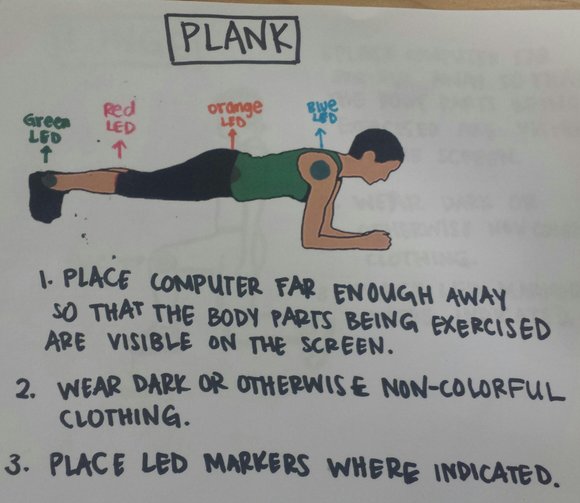 PLANK
Green LED
Red LED
orange LED
Blue LED
1. PLACE COMPUTER FAR ENOUGH AWAY
SO THAT THE BODY PARTS BEING EXERCISED
ARE VISIBLE ON THE SCREEN.
2. WEAR DARK OR OTHERWISE NON-COLORFUL
CLOTHING.
3. PLACE LED MARKERS WHERE INDICATED.